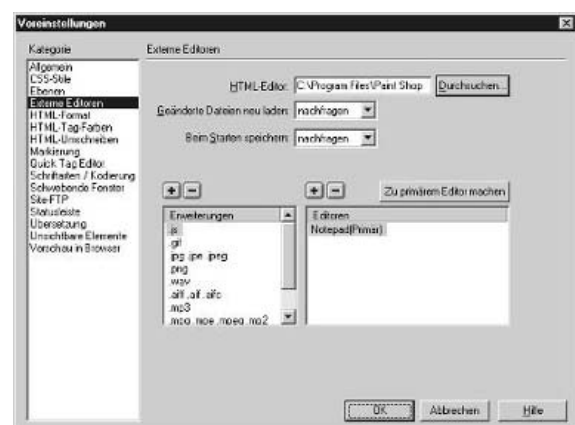 Voreinstellungen
Kategorie
Externe Editoren
Allgemein
CSS-Stile
Ebenen
Externe Editoren
HTML-Format
HTML-Tag-Farben
HTML-Umschreiben
Markierung
Quick Tag Editor
Schriftarten / Kodierung
Schwebende Fenster
Site-FTP
Statusleiste
Übersetzung
Unsichtbare Elemente
Vorschau in Browser
HTML-Editor: C:\Program Files\Paint Shop Durchsuchen...
Geänderte Dateien neu laden: nachfragen
Beim Starten speichern: nachfragen
Zu primärem Editor machen
Erweiterungen
.js
.gif
.jpg .jpe .jpeg
.png
.wav
.aiff .aif .aifc
.mp3
.mpg .mpe .mpeg .mp2
Editoren
Notepad(Primär)
OK Abbrechen Hilfe